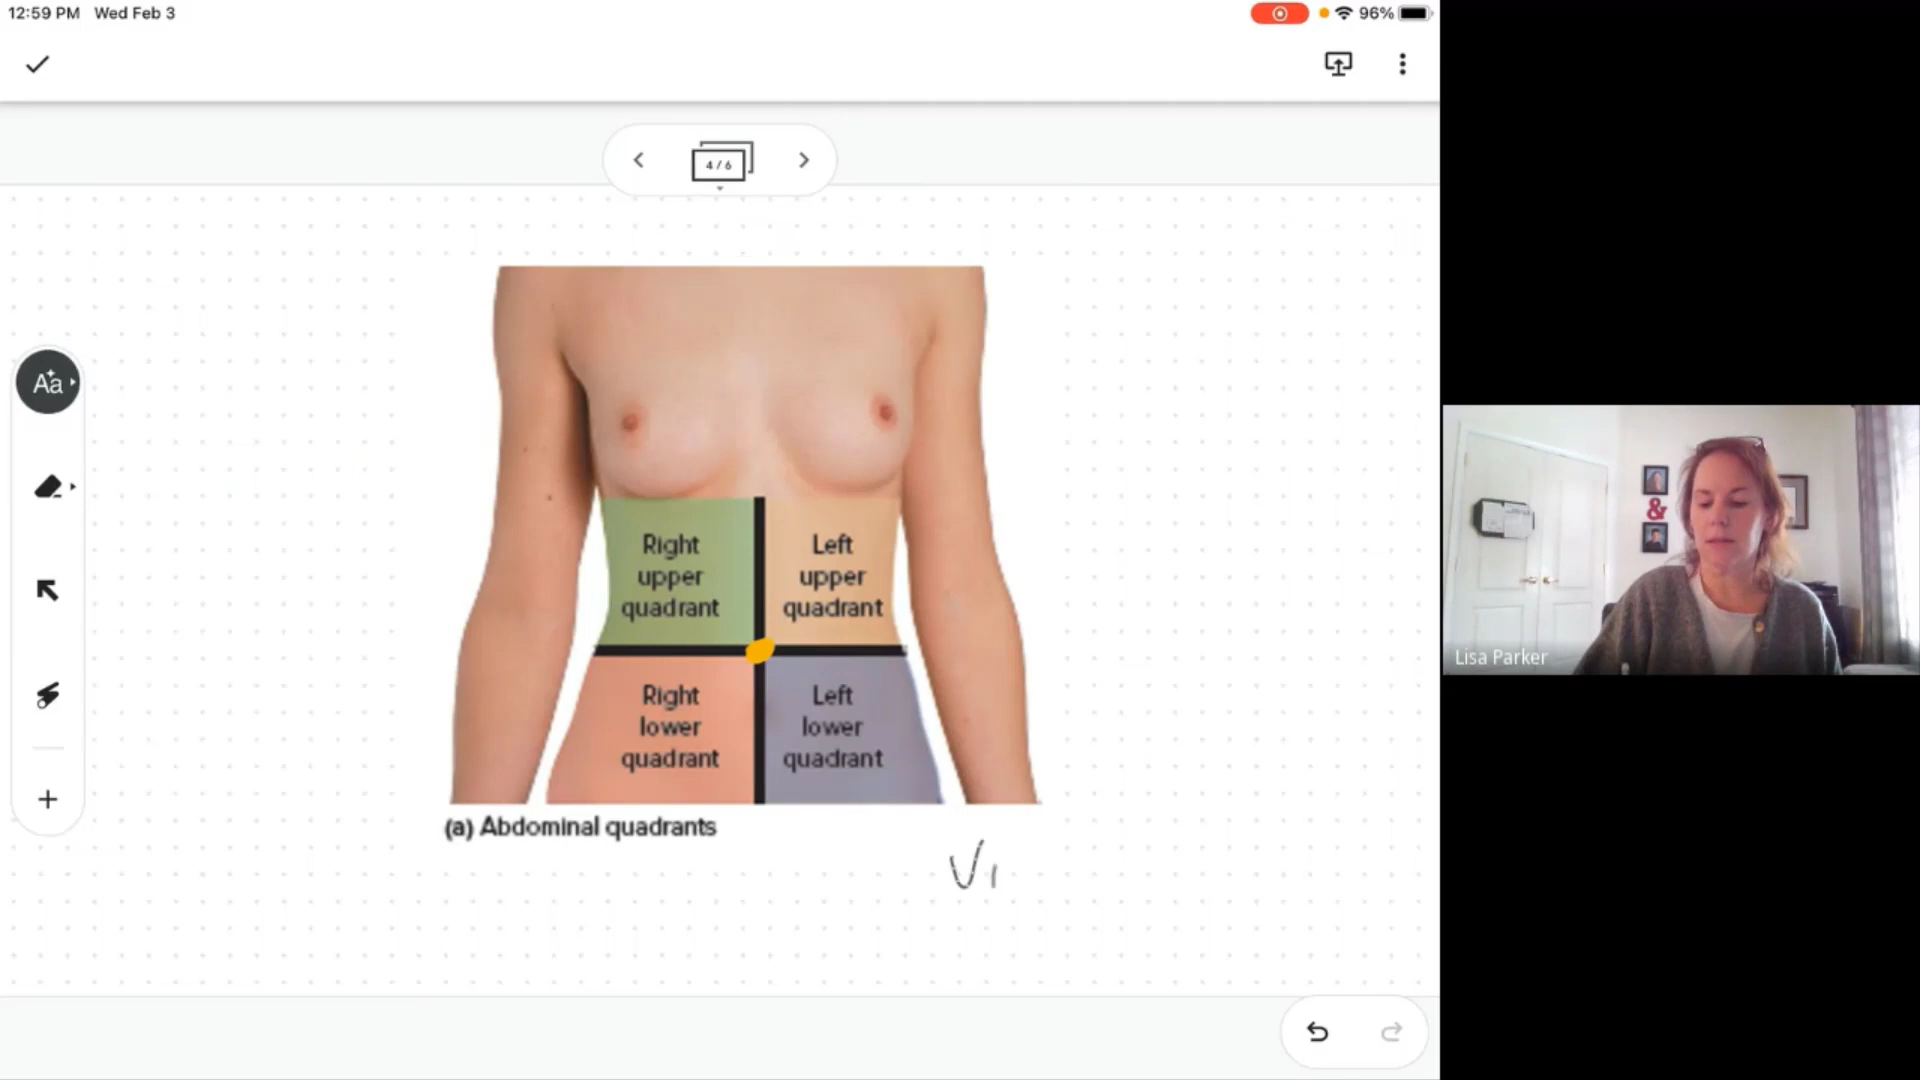 12:59 PM Wed Feb 3
96%
4 / 6
Aa
Right
upper
quadrant
Left
upper
quadrant
Right
lower
quadrant
Left
lower
quadrant
(a) Abdominal quadrants
&
Lisa Parker